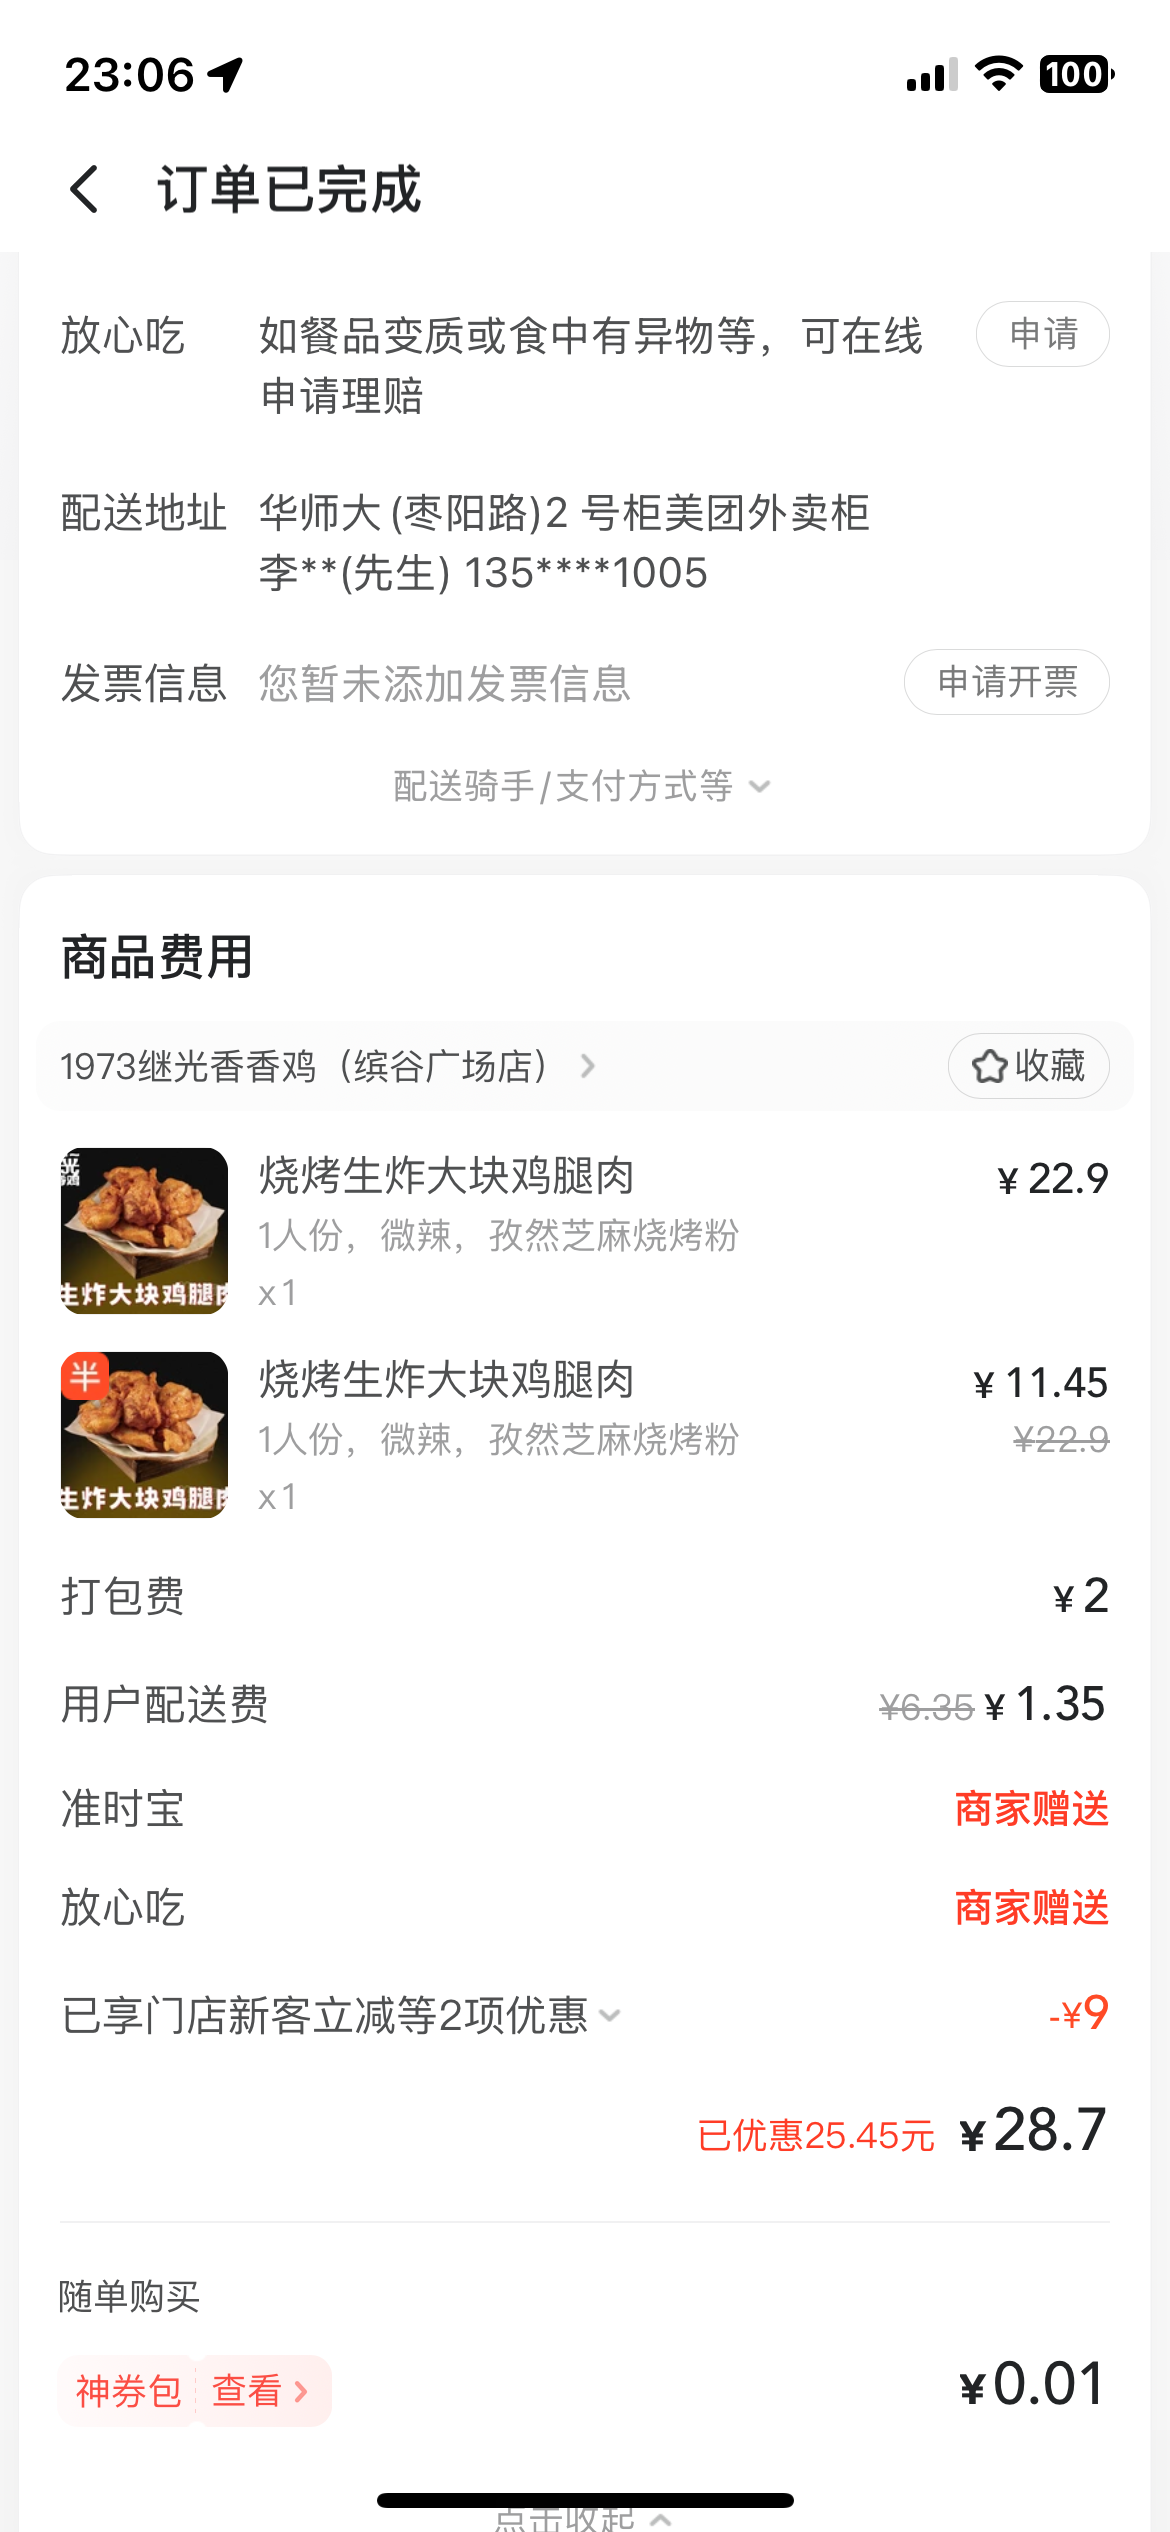 23:06
100
订单已完成
放心吃
如餐品变质或食中有异物等，可在线
申请理赔
申请
配送地址
华师大(枣阳路)2 号柜美团外卖柜
李**(先生) 135****1005
发票信息
您暂未添加发票信息
申请开票
配送骑手/支付方式等
商品费用
1973继光香香鸡（缤谷广场店）
收藏
生炸大块鸡腿肉
烧烤生炸大块鸡腿肉
¥22.9
1人份，微辣，孜然芝麻烧烤粉
x1
半
生炸大块鸡腿肉
烧烤生炸大块鸡腿肉
¥11.45
1人份，微辣，孜然芝麻烧烤粉
¥22.9
x1
打包费
¥2
用户配送费
¥6.35 ¥1.35
准时宝
商家赠送
放心吃
商家赠送
已享门店新客立减等2项优惠
-¥9
已优惠25.45元 ¥28.7
随单购买
神券包 查看
¥0.01
点击收起